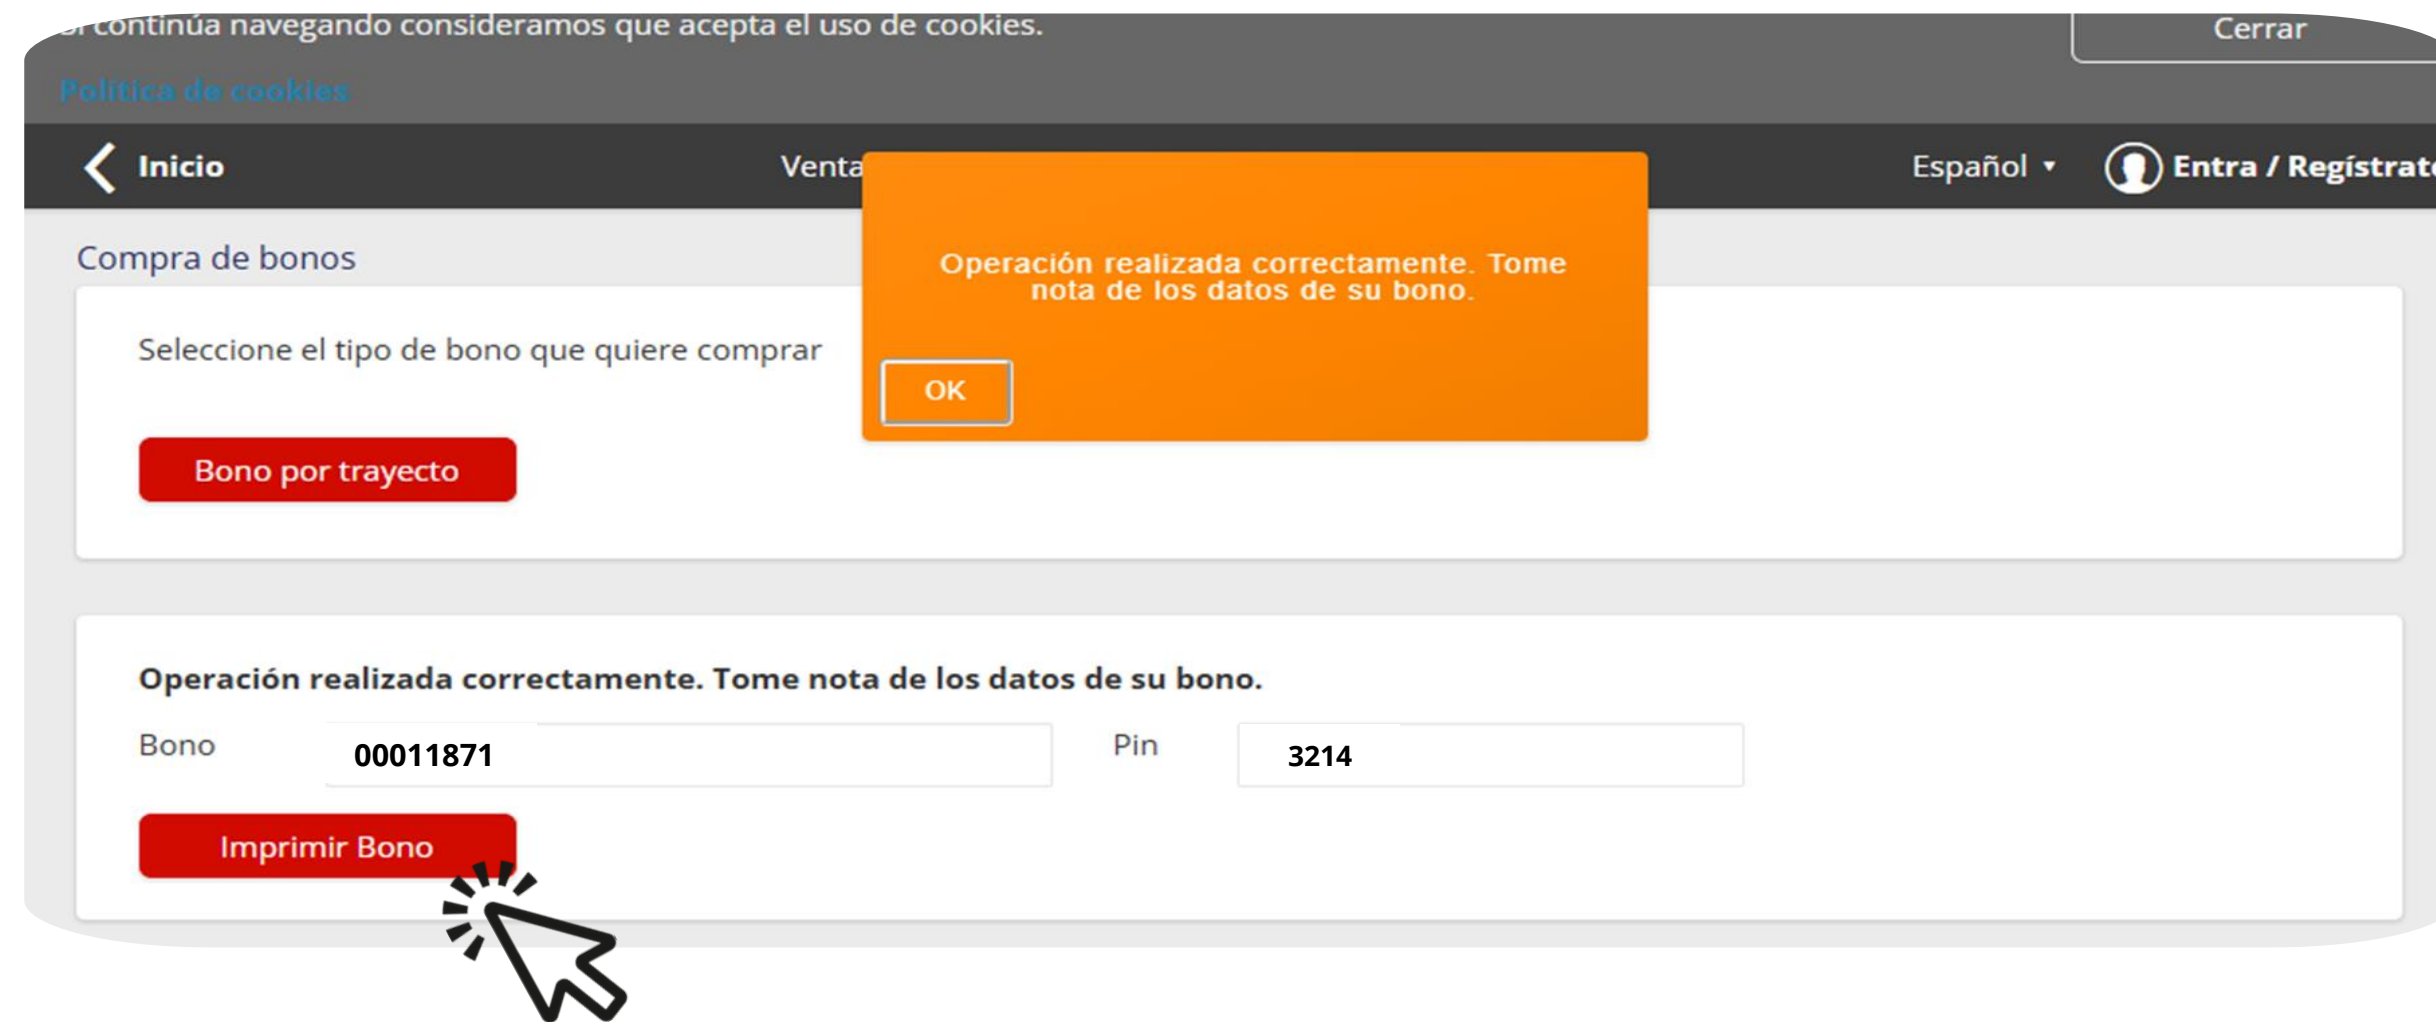 continúa navegando consideramos que acepta el uso de cookies.
Cerrar
Política de cookies
Inicio
Venta
Español
Entra / Regístrate
Compra de bonos
Operación realizada correctamente. Tome
nota de los datos de su bono.
OK
Seleccione el tipo de bono que quiere comprar
Bono por trayecto
Operación realizada correctamente. Tome nota de los datos de su bono.
Bono 00011871 Pin 3214
Imprimir Bono